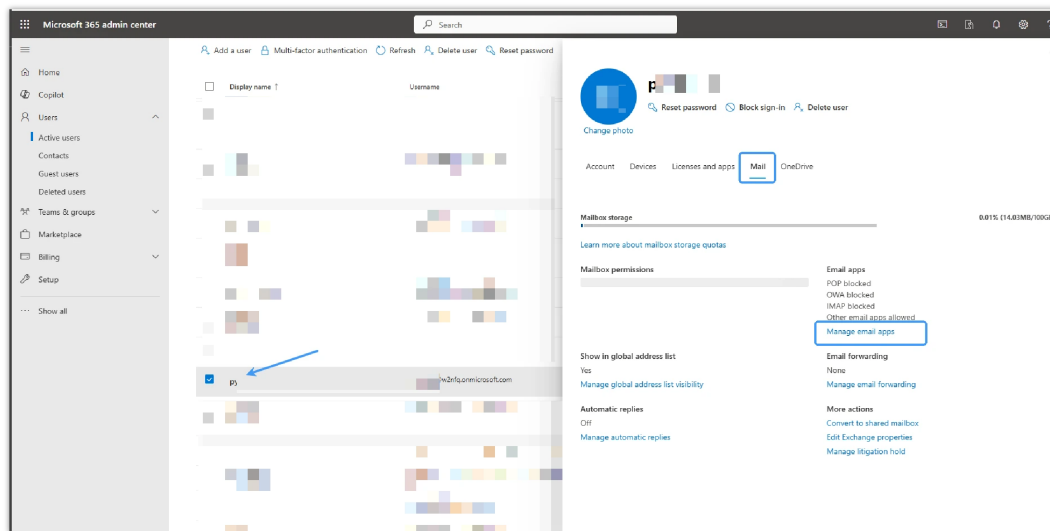 Microsoft 365 admin center
Search
Home
Copilot
Users
Active users
Contacts
Guest users
Deleted users
Teams & groups
Marketplace
Billing
Setup
Show all
Add a user Multi-factor authentication Refresh Delete user Reset password
Display name ↑ Username
w2nfq.onmicrosoft.com
Reset password Block sign-in Delete user
Change photo
Account Devices Licenses and apps Mail OneDrive
Mailbox storage 0.01% (14.03MB/100G
Learn more about mailbox storage quotas
Mailbox permissions
Email apps
POP blocked
OWA blocked
IMAP blocked
Other email apps allowed
Manage email apps
Show in global address list
Yes
Manage global address list visibility
Email forwarding
None
Manage email forwarding
Automatic replies
Off
Manage automatic replies
More actions
Convert to shared mailbox
Edit Exchange properties
Manage litigation hold